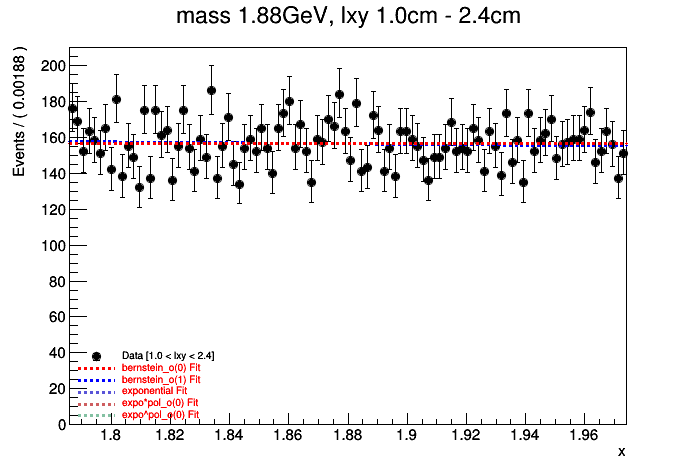 mass 1.88GeV, lxy 1.0cm - 2.4cm
Events / ( 0.00188 )
200
180
160
140
120
100
80
60
40
20
0
Data [1.0 < lxy < 2.4]
bernstein_o(0) Fit
bernstein_o(1) Fit
exponential Fit
expo*pol_o(0) Fit
expo^pol_o(0) Fit
1.8 1.82 1.84 1.86 1.88 1.9 1.92 1.94 1.96
x